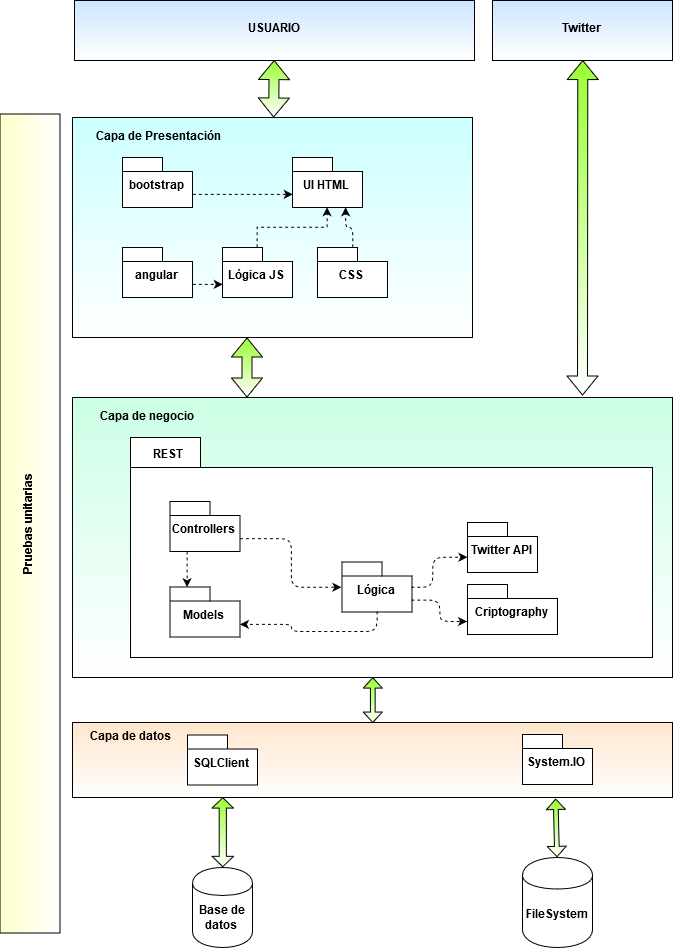 USUARIO
Twitter
Capa de Presentación
bootstrap
UI HTML
angular
Lógica JS
CSS
Pruebas unitarias
Capa de negocio
REST
Controllers
Twitter API
Lógica
Models
Criptography
Capa de datos
SQLClient
System.IO
Base de
datos
FileSystem